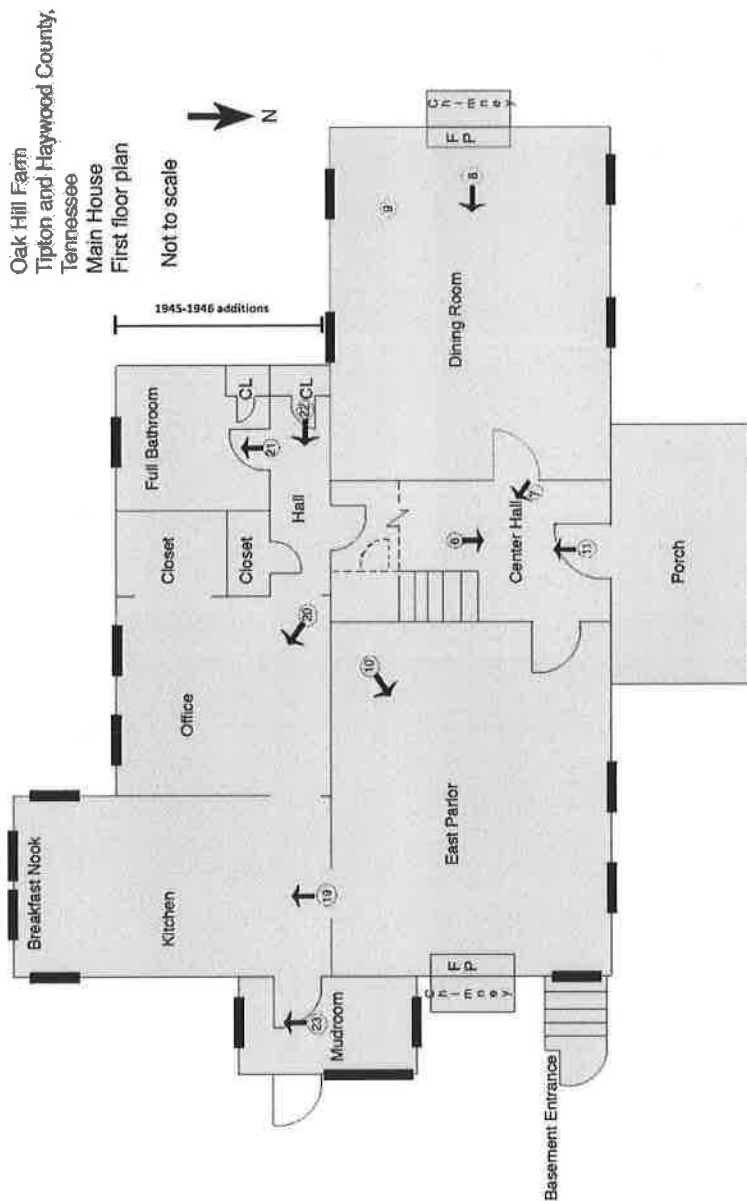 Oak Hill Farm
Tipton and Haywood County,
Tennessee
Main House
First floor plan
Not to scale
N
1945-1946 additions
Breakfast Nook
Kitchen
Office
Closet
Closet
Full Bathroom
CL
CL
Hall
Mudroom
East Parlor
Center Hall
Dining Room
Porch
Basement Entrance
Chimney
FP
Chimney
FP
6
7
8
9
10
11
19
20
21
22
23